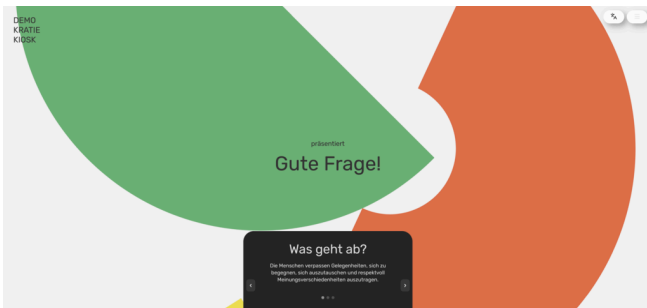 DEMO
KRATIE
KIOSK
präsentiert
Gute Frage!
Was geht ab?
Die Menschen verpassen Gelegenheiten, sich zu
begegnen, sich auszutauschen und respektvoll
Meinungsverschiedenheiten auszutragen.